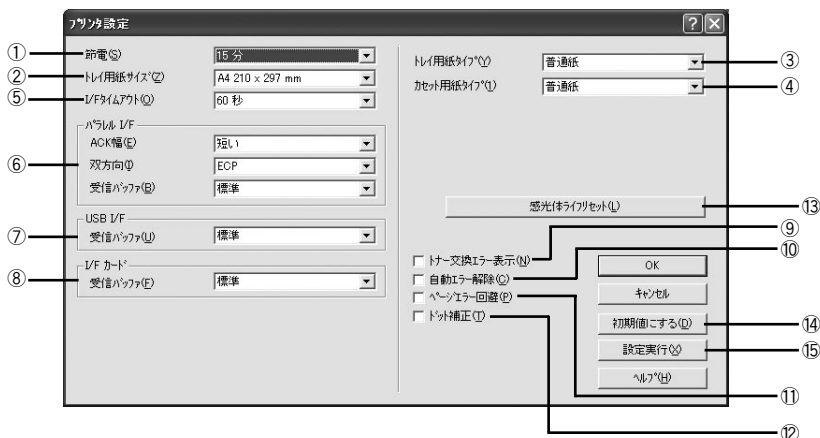 プリンタ設定
① 節電(S) 15 分
② トレイ用紙サイズ(Z) A4 210 x 297 mm
⑤ I/Fタイムアウト(O) 60 秒
パラレル I/F
ACK幅(E) 短い
⑥ 双方向(I) ECP
受信バッファ(B) 標準
USB I/F
⑦ 受信バッファ(U) 標準
I/F カード
⑧ 受信バッファ(F) 標準
トレイ用紙タイプ(Y) 普通紙 ③
カセット用紙タイプ(1) 普通紙 ④
感光体ライフリセット(L) ⑬
⑨
トナー交換エラー表示(N)
⑩
自動エラー解除(C)
ページエラー回避(P)
ドット補正(T)
OK
キャンセル
初期値にする(D) ⑭
設定実行(X) ⑮
ヘルプ(H)
⑪
⑫